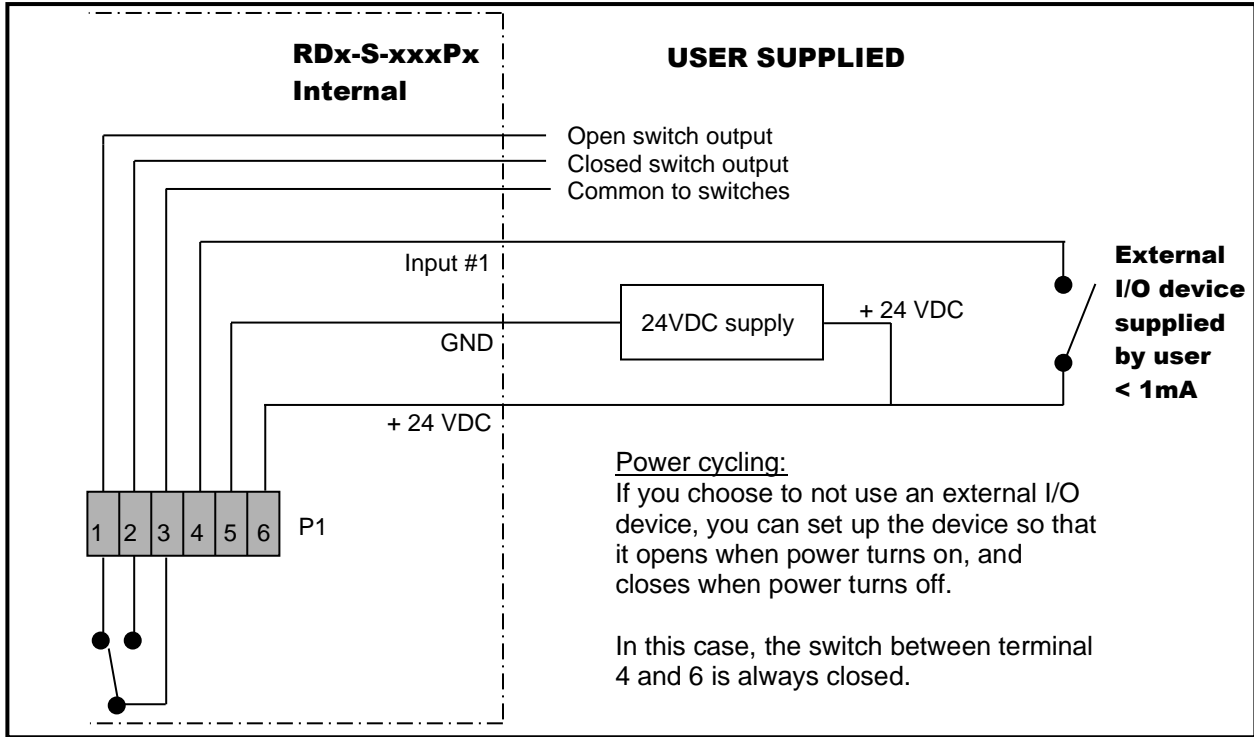 RDx-S-xxxPx
Internal
USER SUPPLIED
Open switch output
Closed switch output
Common to switches
Input #1
External
I/O device
supplied
by user
< 1mA
24VDC supply
+ 24 VDC
GND
+ 24 VDC
1 2 3 4 5 6 P1
Power cycling:
If you choose to not use an external I/O
device, you can set up the device so that
it opens when power turns on, and
closes when power turns off.
In this case, the switch between terminal
4 and 6 is always closed.